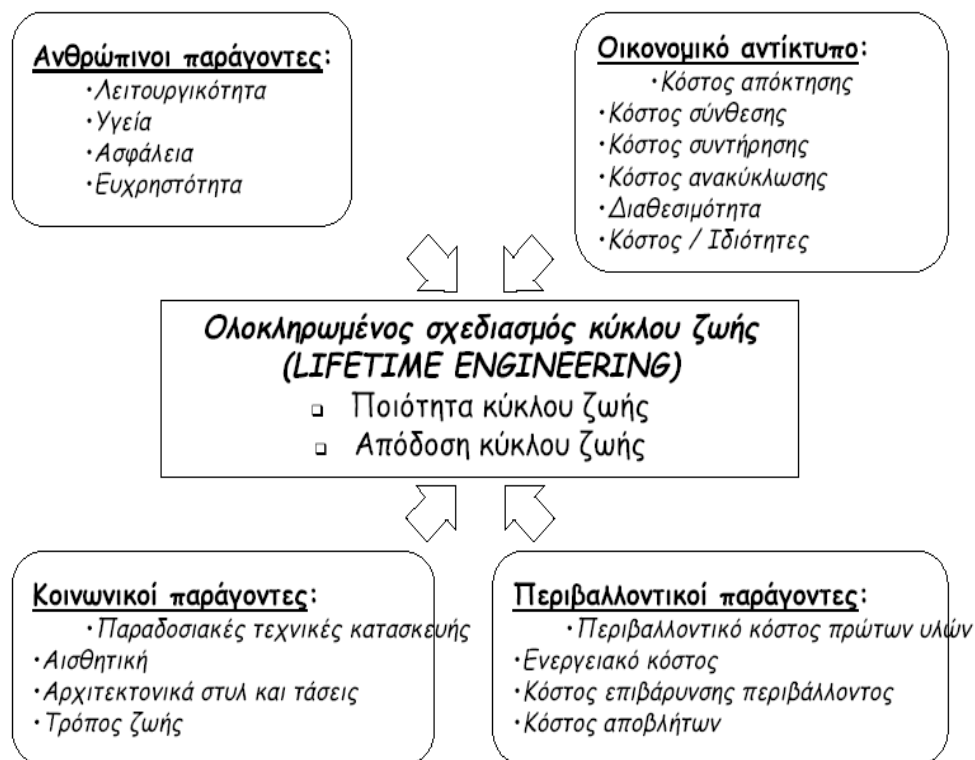 Ανθρώπινοι παράγοντες:
·Λειτουργικότητα
·Υγεία
·Ασφάλεια
·Ευχρηστότητα
Οικονομικό αντίκτυπο:
·Κόστος απόκτησης
·Κόστος σύνθεσης
·Κόστος συντήρησης
·Κόστος ανακύκλωσης
·Διαθεσιμότητα
·Κόστος / Ιδιότητες
Ολοκληρωμένος σχεδιασμός κύκλου ζωής
(LIFETIME ENGINEERING)
❑ Ποιότητα κύκλου ζωής
❑ Απόδοση κύκλου ζωής
Κοινωνικοί παράγοντες:
·Παραδοσιακές τεχνικές κατασκευής
·Αισθητική
·Αρχιτεκτονικά στυλ και τάσεις
·Τρόπος ζωής
Περιβαλλοντικοί παράγοντες:
·Περιβαλλοντικό κόστος πρώτων υλών
·Ενεργειακό κόστος
·Κόστος επιβάρυνσης περιβάλλοντος
·Κόστος αποβλήτων